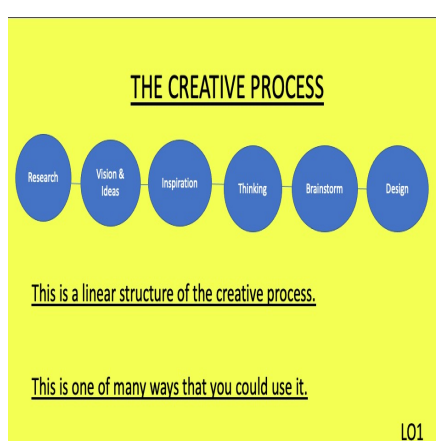 THE CREATIVE PROCESS
Research
Vision &
Ideas
Inspiration
Thinking
Brainstorm
Design
This is a linear structure of the creative process.
This is one of many ways that you could use it.
LO1